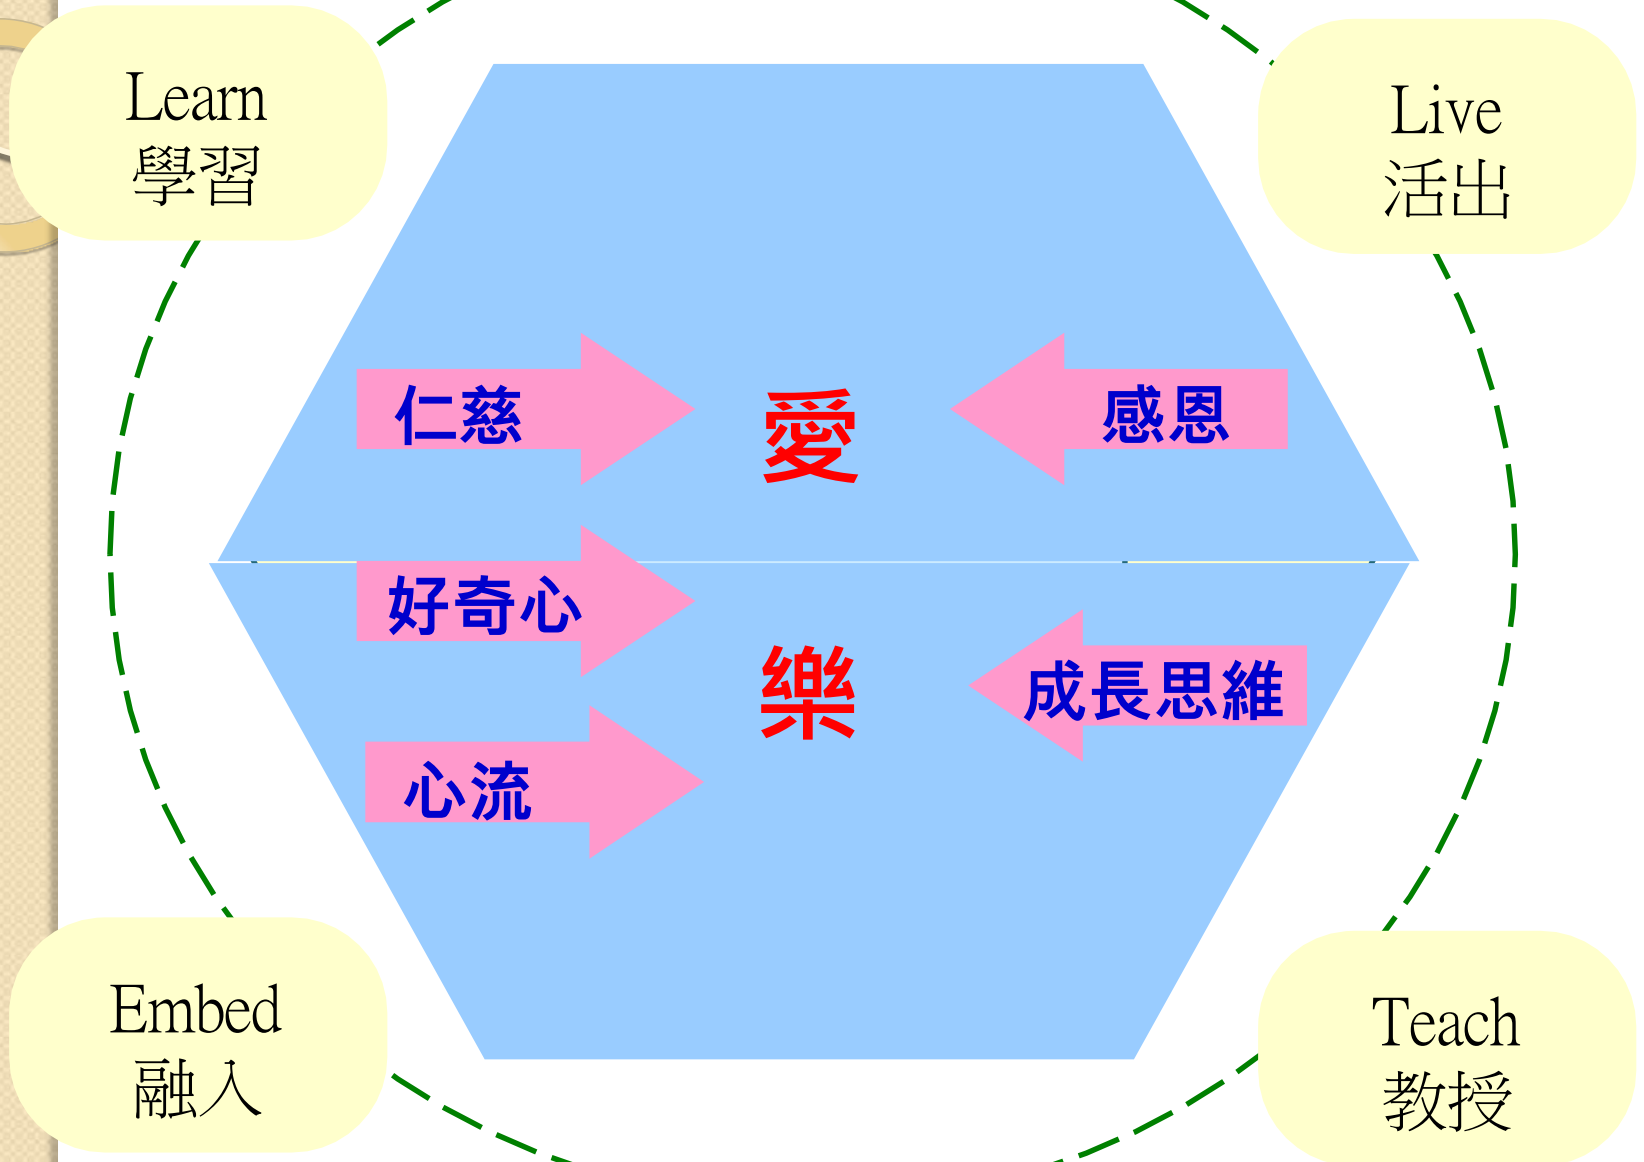 Learn
學習
Live
活出
仁慈
愛
感恩
好奇心
樂
成長思維
心流
Embed
融入
Teach
教授